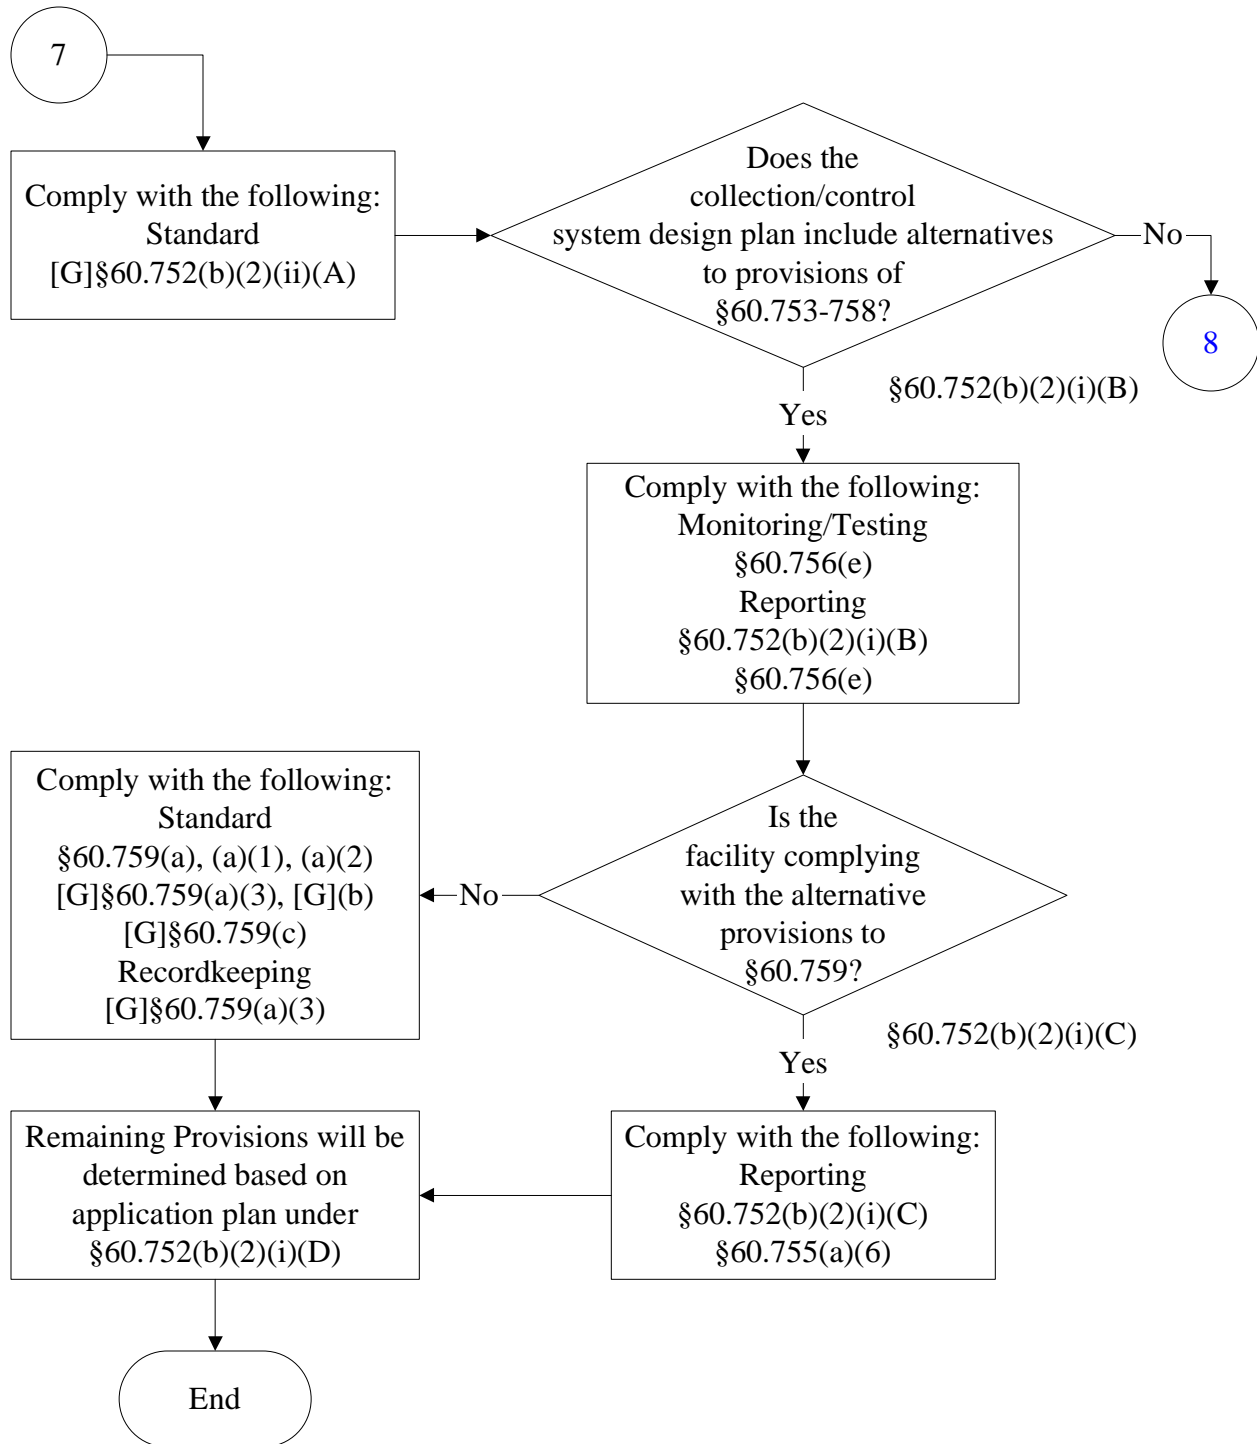 7
Comply with the following:
Standard
[G]§60.752(b)(2)(ii)(A)
Does the
collection/control
system design plan include alternatives
to provisions of
§60.753-758?
No
8
§60.752(b)(2)(i)(B)
Yes
Comply with the following:
Monitoring/Testing
§60.756(e)
Reporting
§60.752(b)(2)(i)(B)
§60.756(e)
Is the
facility complying
with the alternative
provisions to
§60.759?
No
Comply with the following:
Standard
§60.759(a), (a)(1), (a)(2)
[G]§60.759(a)(3), [G](b)
[G]§60.759(c)
Recordkeeping
[G]§60.759(a)(3)
§60.752(b)(2)(i)(C)
Yes
Comply with the following:
Reporting
§60.752(b)(2)(i)(C)
§60.755(a)(6)
Remaining Provisions will be
determined based on
application plan under
§60.752(b)(2)(i)(D)
End